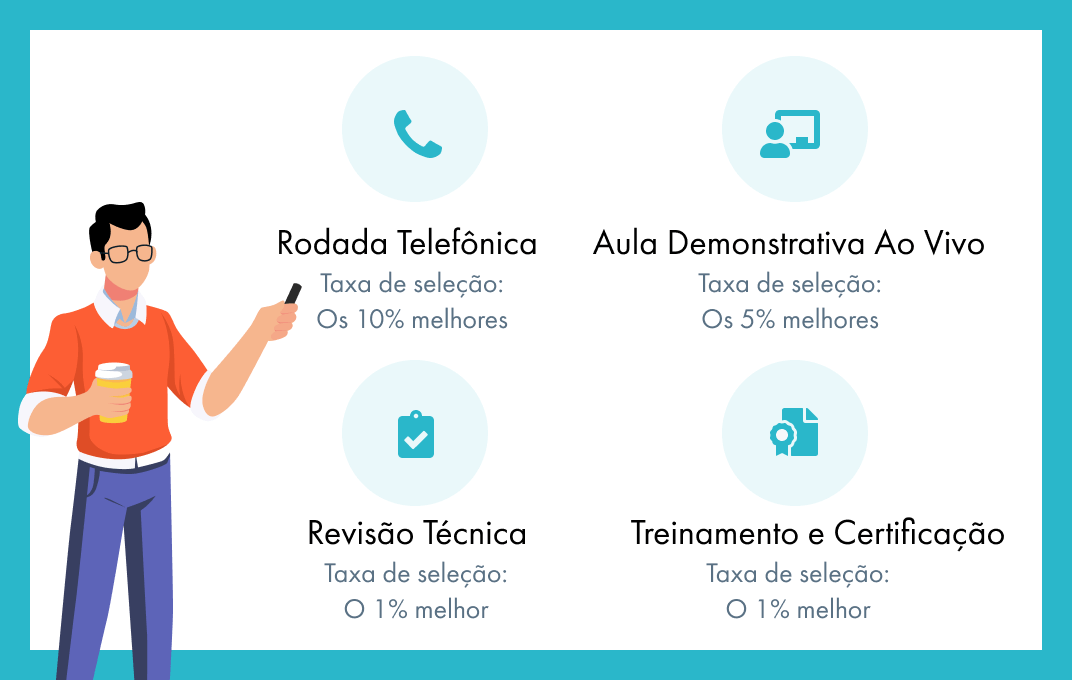 Rodada Telefônica
Taxa de seleção:
Os 10% melhores
Aula Demonstrativa Ao Vivo
Taxa de seleção:
Os 5% melhores
Revisão Técnica
Taxa de seleção:
O 1% melhor
Treinamento e Certificação
Taxa de seleção:
O 1% melhor